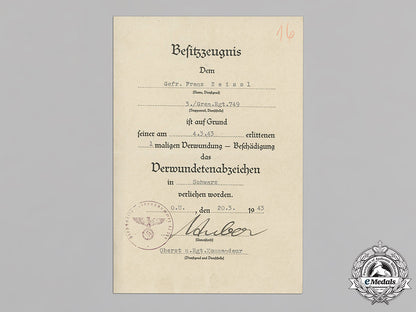 16
Besitzzeugnis
Dem
Gefr. Franz Zeissl
(Name, Dienstgrad)
3./Gren.Rgt.749
(Truppenteil, Dienststelle)
ist auf Grund
seiner am 4.3.43 erlittenen
1 maligen Verwundung – Beschädigung
das
Verwundetenabzeichen
in Schwarz
verliehen worden.
O.U. , den 20.3. 1943
(Unterschrift)
Oberst u.Rgt.Kommandeur
(Dienstgrad und Dienststelle)
eMedals